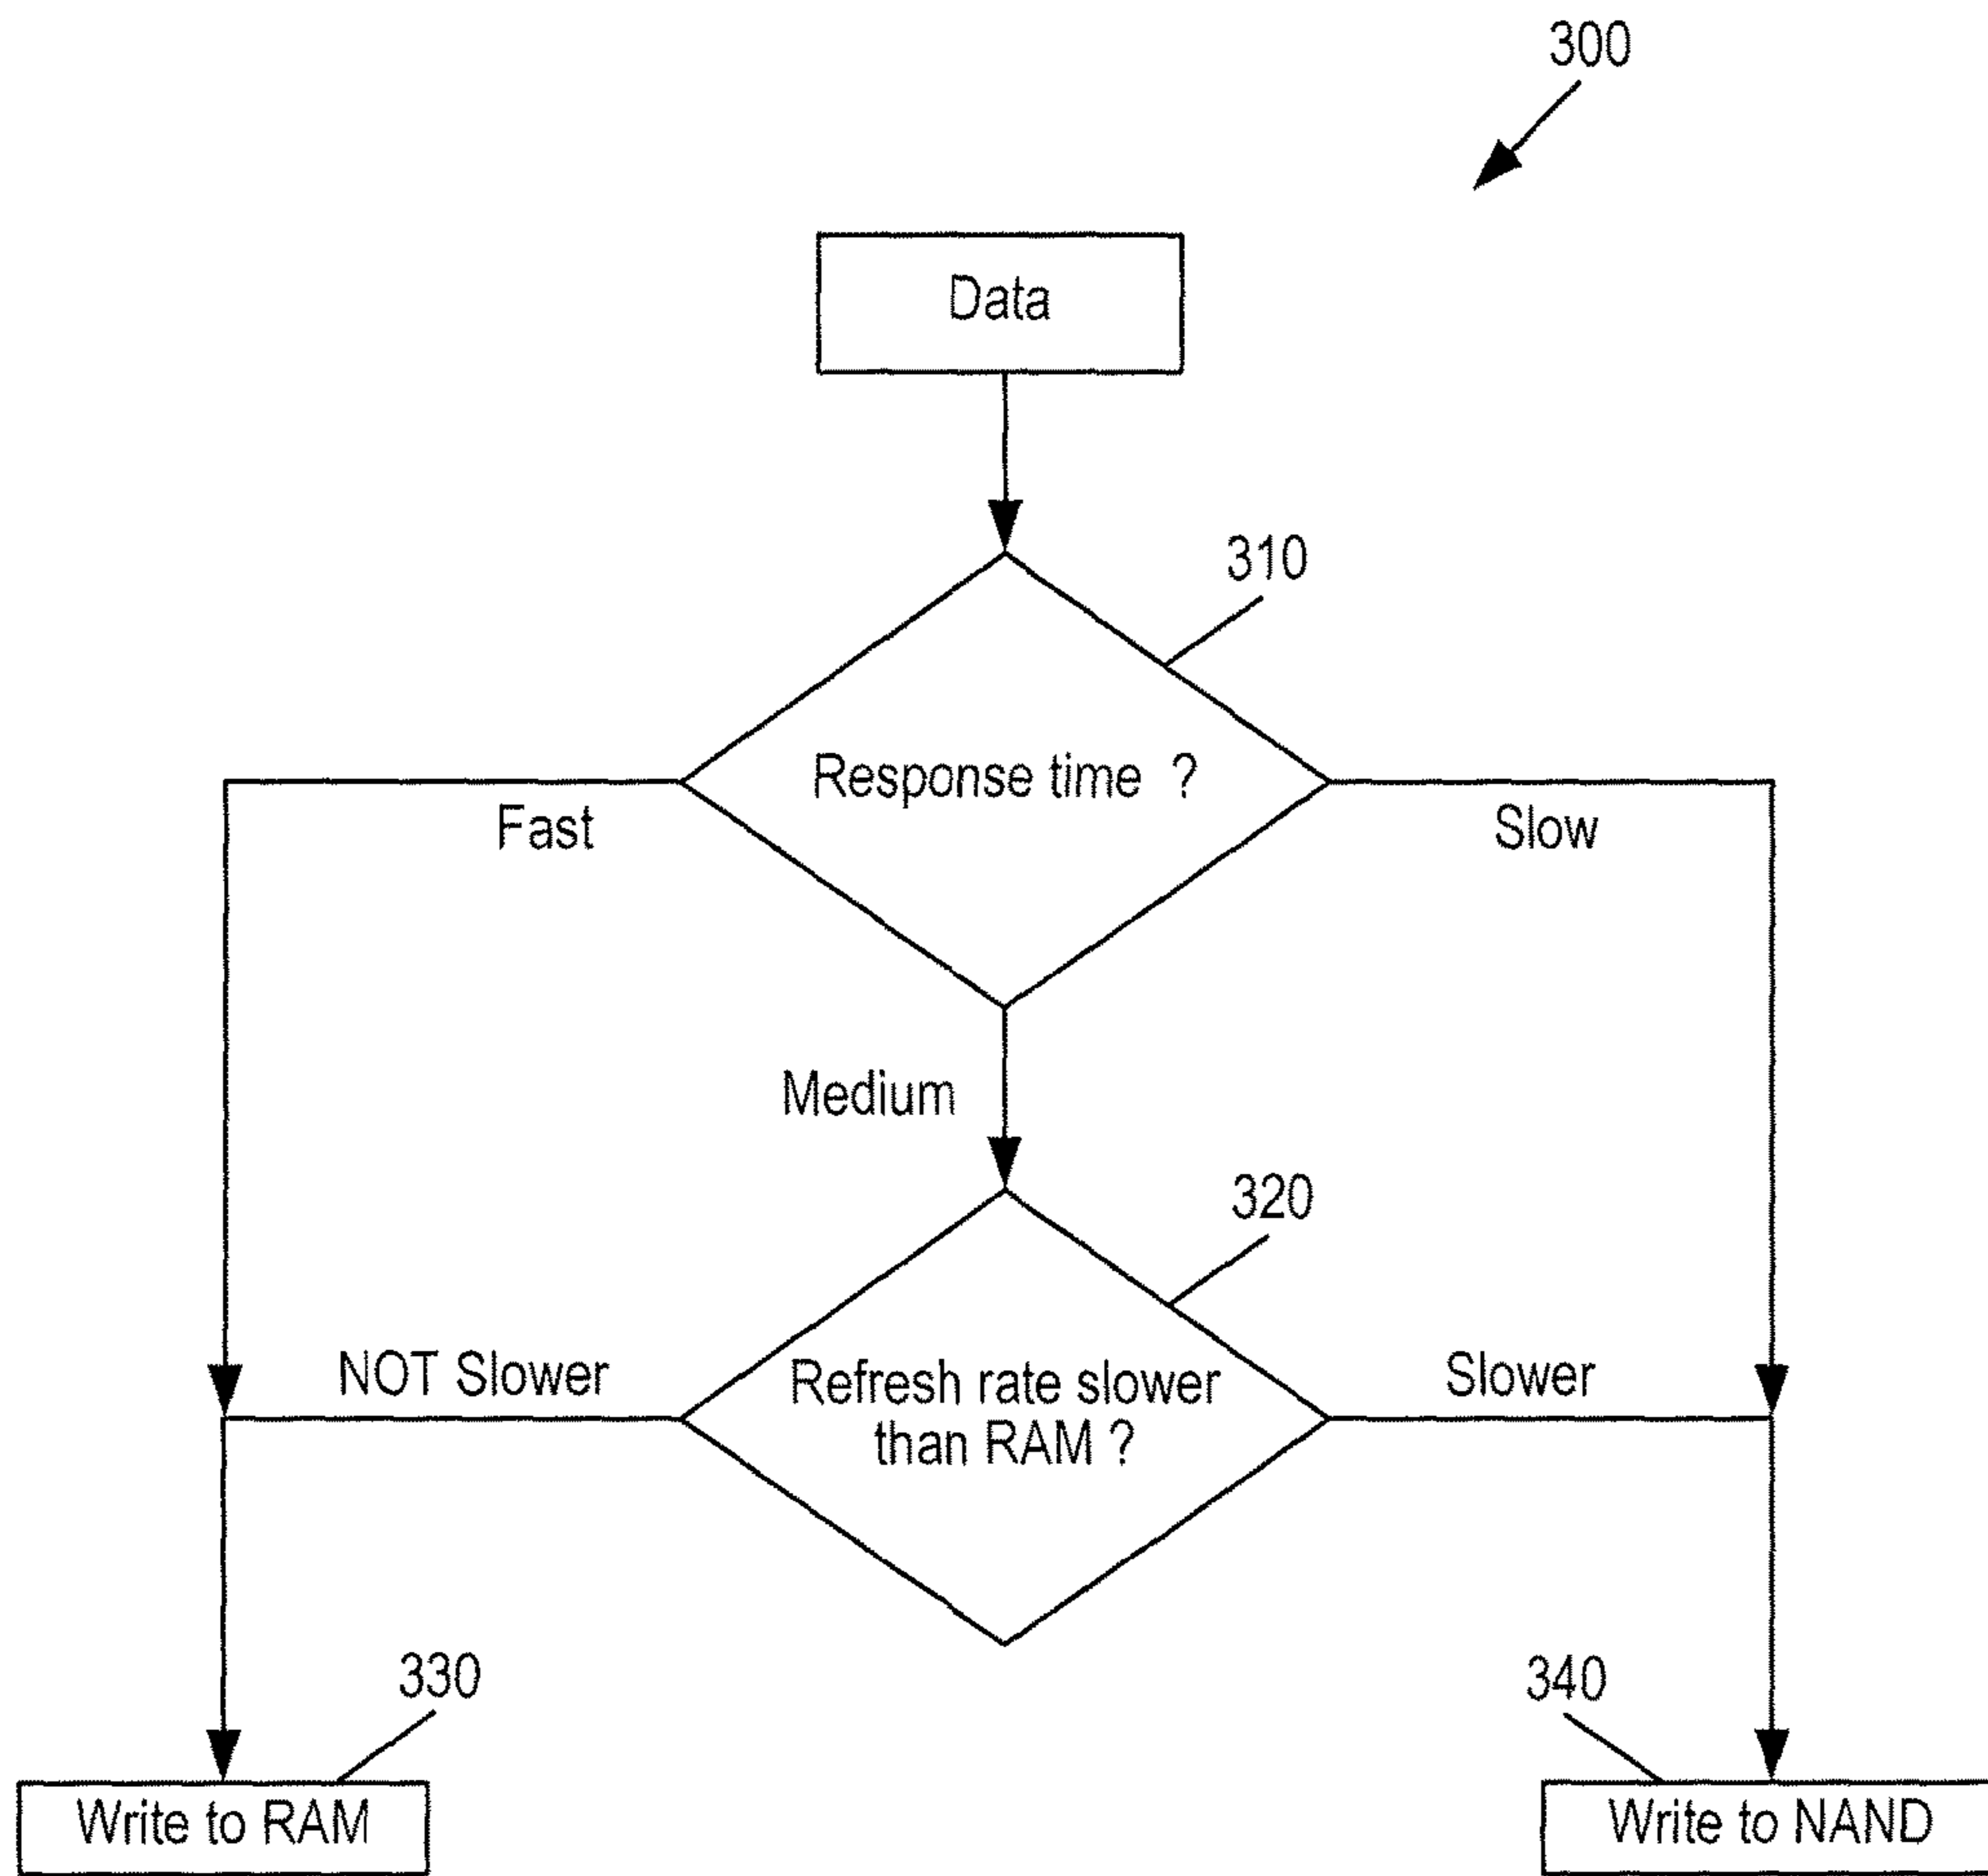 300
Data
310
Response time ?
Fast
Slow
Medium
320
NOT Slower
Refresh rate slower
than RAM ?
Slower
330
340
Write to RAM
Write to NAND